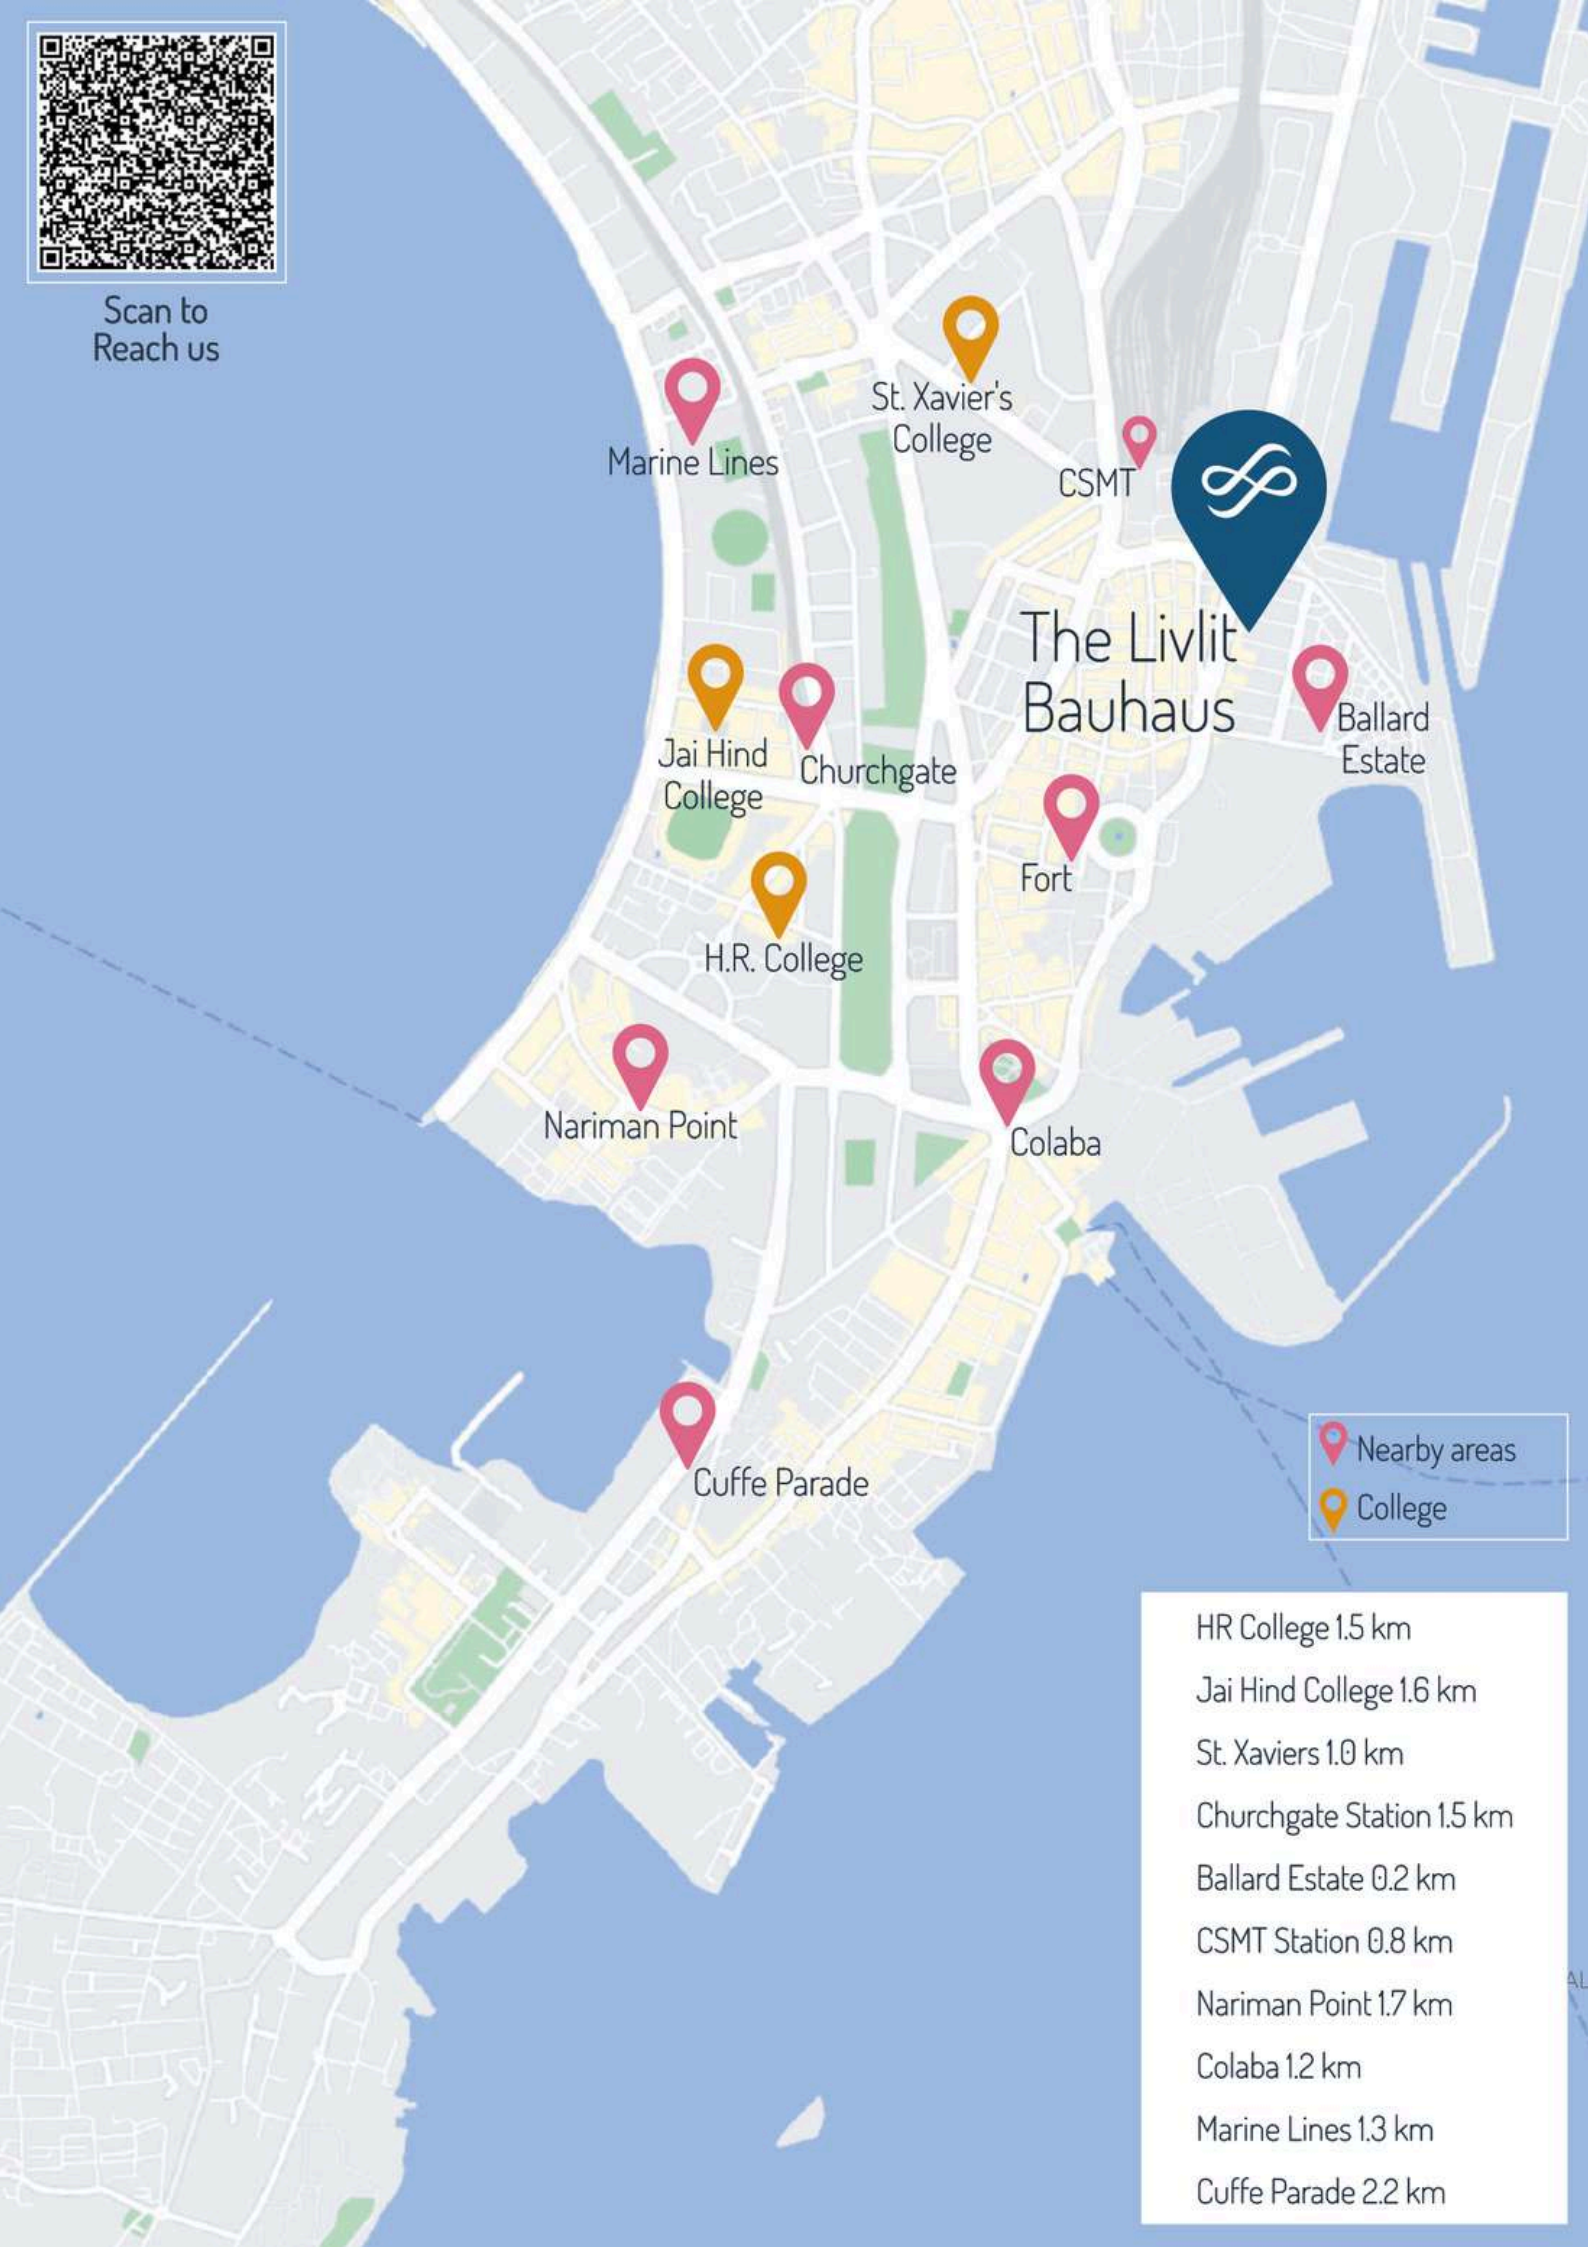 Scan to
Reach us
St. Xavier's
College
Marine Lines
CSMT
The Livlit
Bauhaus
Ballard
Estate
Jai Hind
College
Churchgate
Fort
H.R. College
Nariman Point
Colaba
Cuffe Parade
Nearby areas
College
HR College 1.5 km
Jai Hind College 1.6 km
St. Xaviers 1.0 km
Churchgate Station 1.5 km
Ballard Estate 0.2 km
CSMT Station 0.8 km
Nariman Point 1.7 km
Colaba 1.2 km
Marine Lines 1.3 km
Cuffe Parade 2.2 km
AL